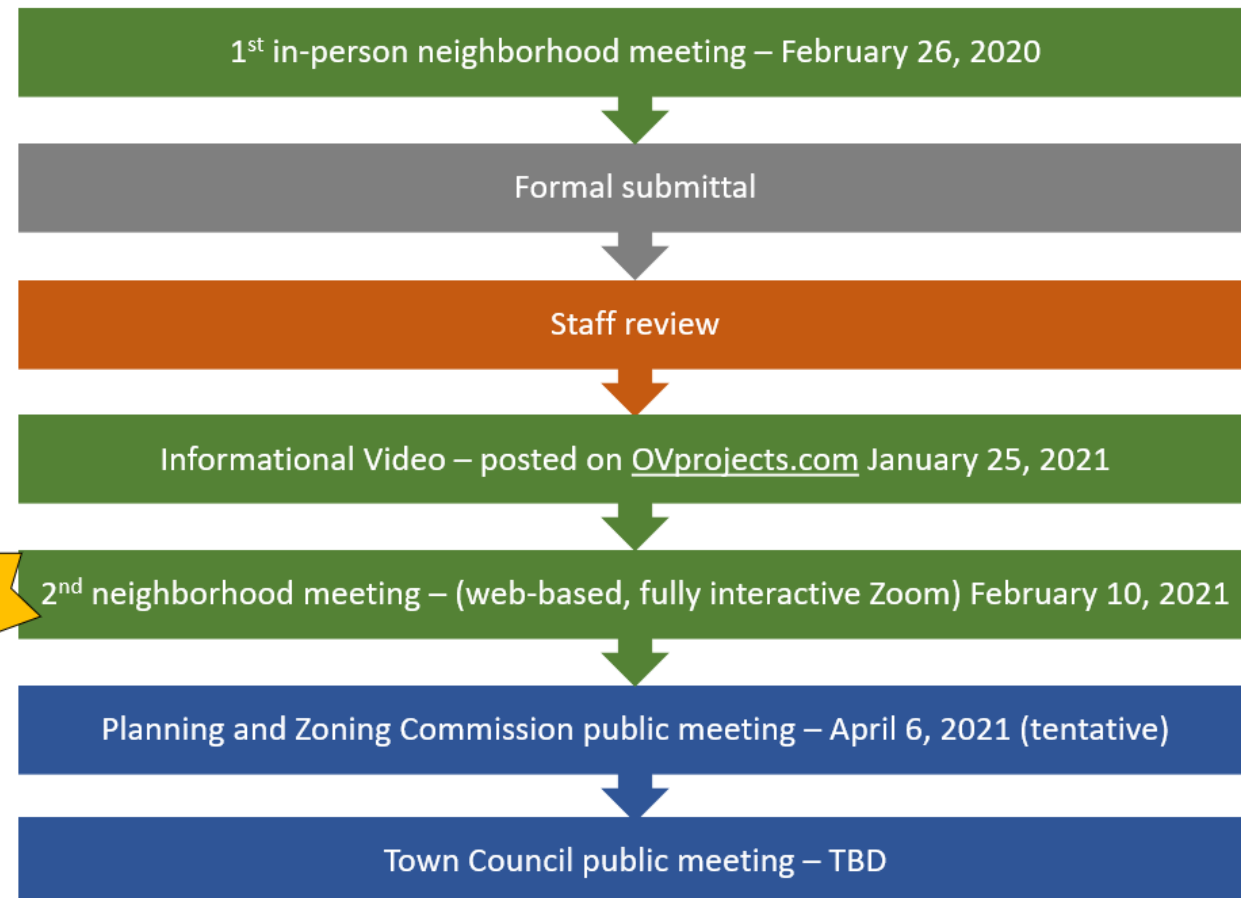 1st in-person neighborhood meeting – February 26, 2020
Formal submittal
Staff review
Informational Video – posted on OVprojects.com January 25, 2021
2nd neighborhood meeting – (web-based, fully interactive Zoom) February 10, 2021
Planning and Zoning Commission public meeting – April 6, 2021 (tentative)
Town Council public meeting – TBD